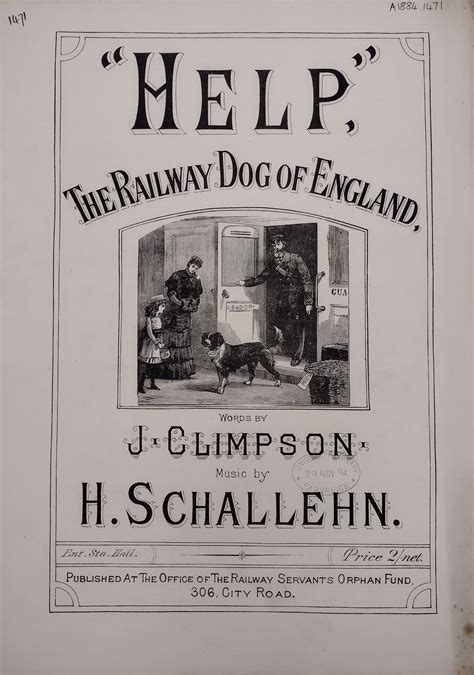 1471
A1884.1471
"HELP,"
THE RAILWAY DOG OF ENGLAND,
GUA
WORDS BY
J. CLIMPSON.
MUSIC by
29 NOV 84
H. SCHALLEHN.
Ent. Sta. Hall.
Price 2/ net.
PUBLISHED AT THE OFFICE OF THE RAILWAY SERVANTS ORPHAN FUND,
306. CITY ROAD.